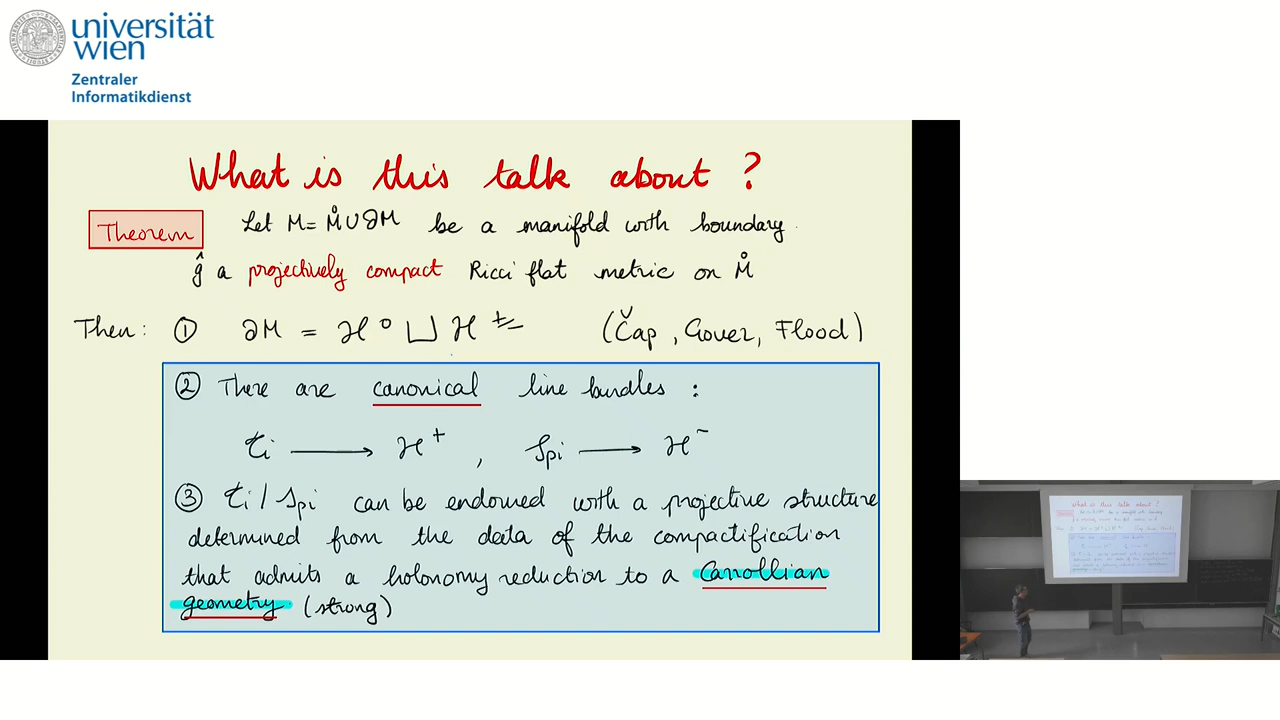 universität
wien
Zentraler
Informatikdienst
What is this talk about ?
Theorem Let M = M̊ ∪ ∂M be a manifold with boundary.
ĝ a projectively compact Ricci flat metric on M̊
Then : ① ∂M = ℋ⁰ ⊔ ℋ± (Čap, Gover, Flood)
② There are canonical line bundles :
Ti ⟶ ℋ⁺ , Spi ⟶ ℋ⁻
③ Ti / Spi can be endowed with a projective structure
determined from the data of the compactification
that admits a holonomy reduction to a Carrollian
geometry. (strong)